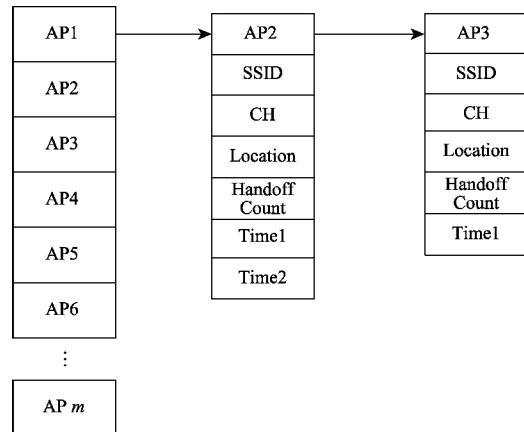 AP1
AP2
AP3
AP4
AP5
AP6
⋮
AP m
AP2
SSID
CH
Location
Handoff
Count
Time1
Time2
AP3
SSID
CH
Location
Handoff
Count
Time1